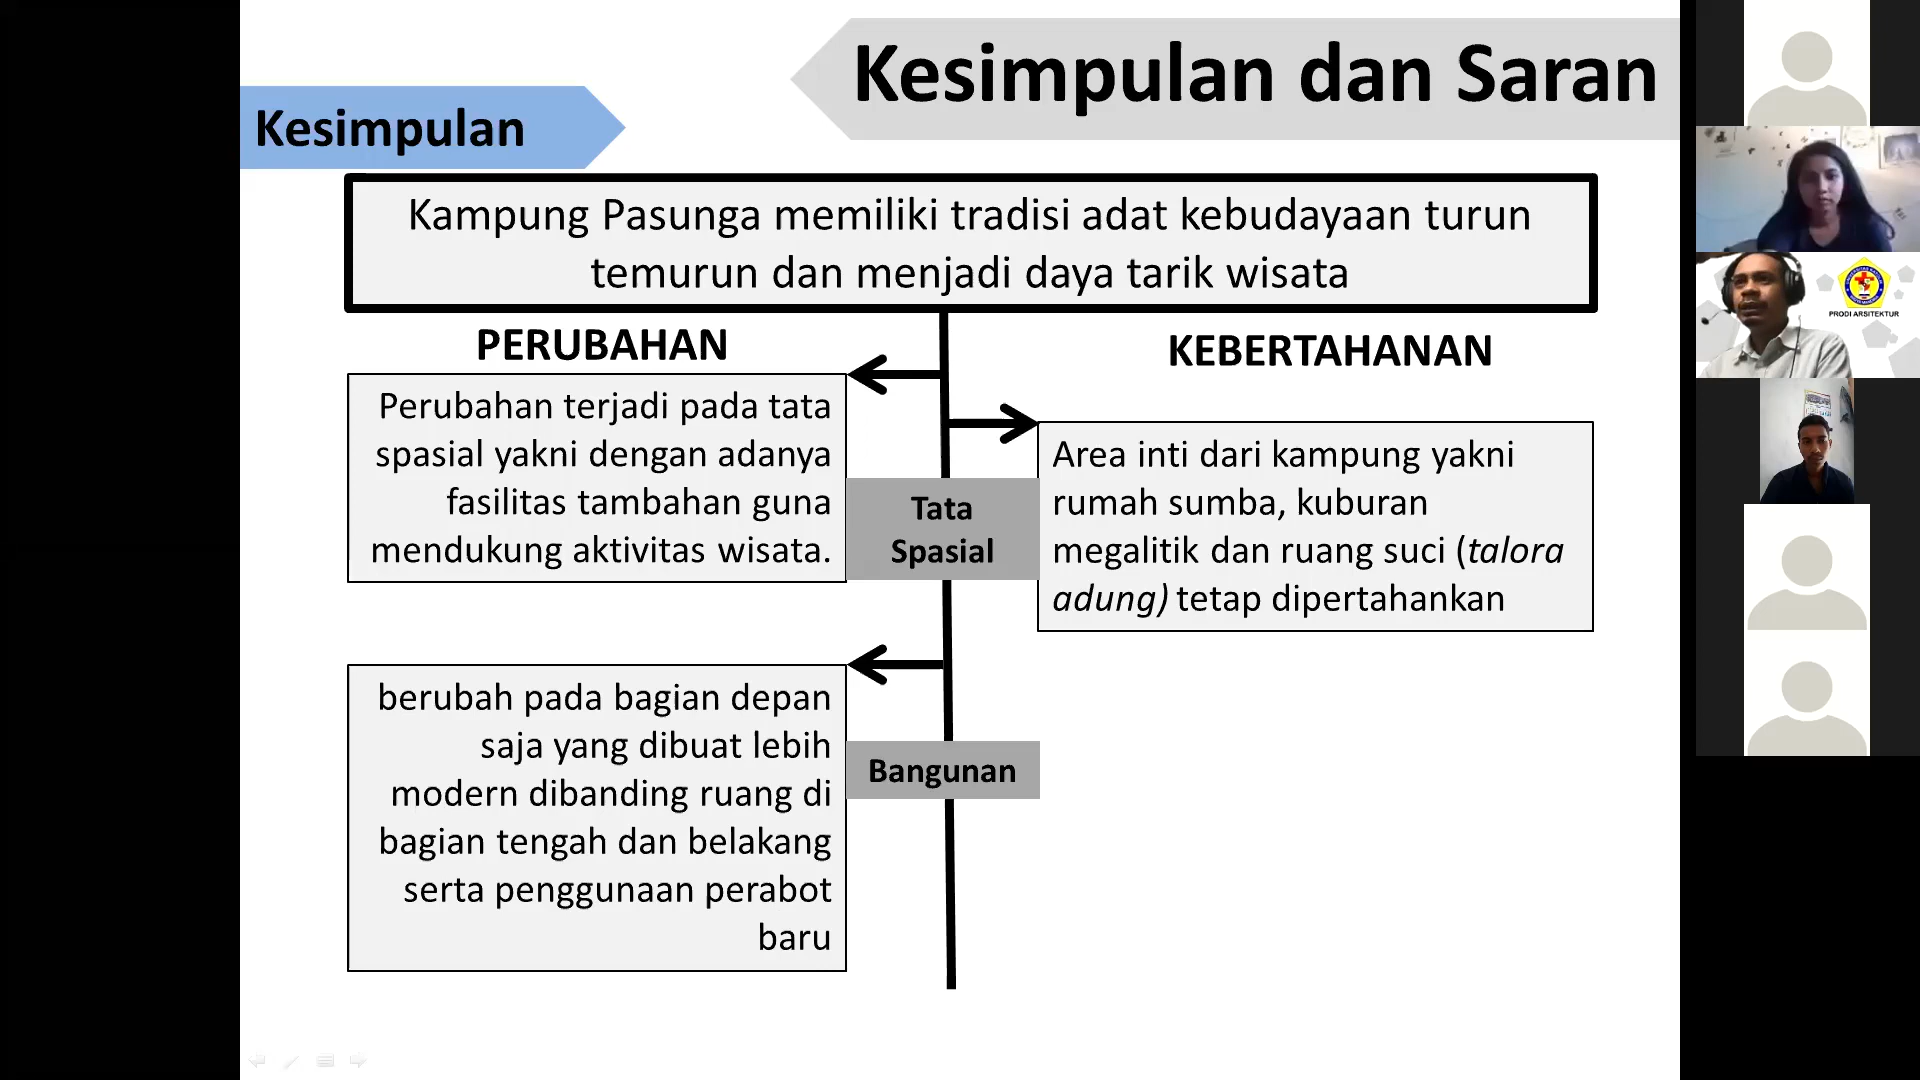 Kesimpulan dan Saran
Kesimpulan
Kampung Pasunga memiliki tradisi adat kebudayaan turun
temurun dan menjadi daya tarik wisata
PERUBAHAN
KEBERTAHANAN
Perubahan terjadi pada tata
spasial yakni dengan adanya
fasilitas tambahan guna
mendukung aktivitas wisata.
Tata
Spasial
Area inti dari kampung yakni
rumah sumba, kuburan
megalitik dan ruang suci (talora
adung) tetap dipertahankan
berubah pada bagian depan
saja yang dibuat lebih
modern dibanding ruang di
bagian tengah dan belakang
serta penggunaan perabot
baru
Bangunan
PRODI ARSITEKTUR